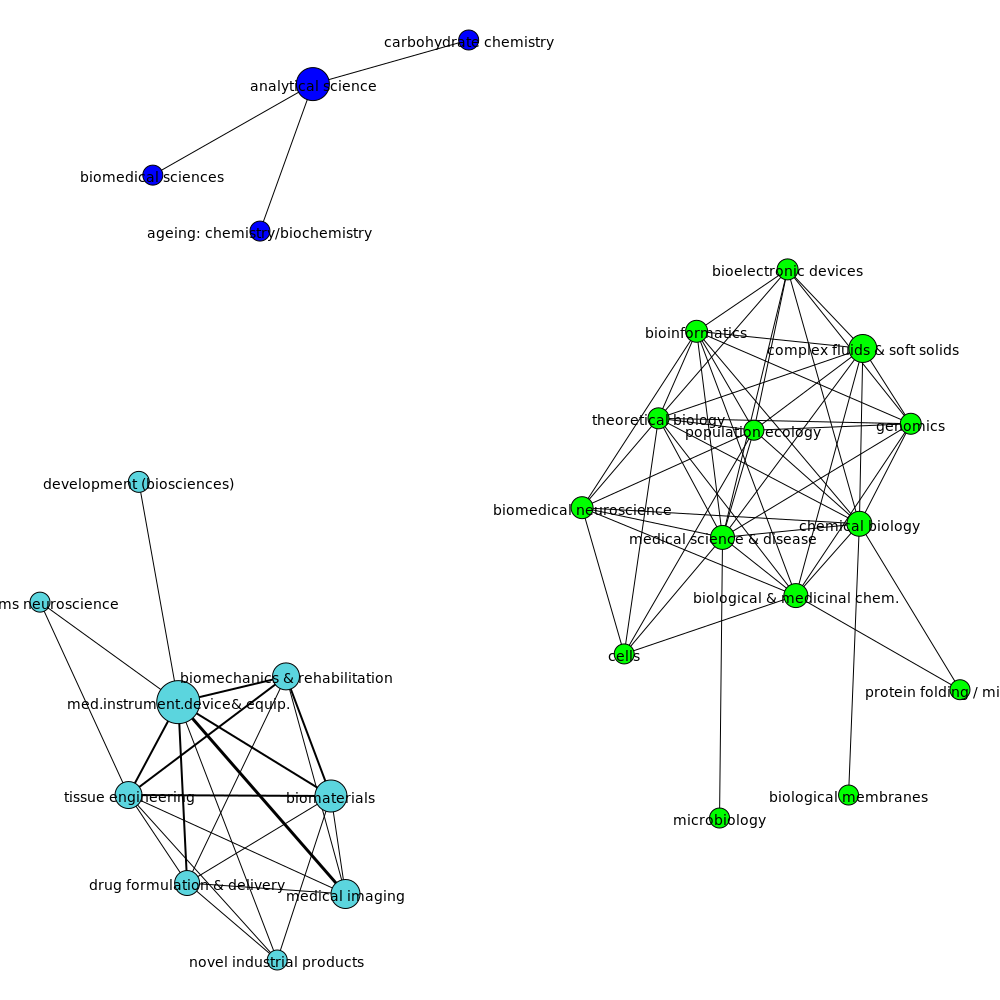 carbohydrate chemistry
analytical science
biomedical sciences
ageing: chemistry/biochemistry
bioelectronic devices
bioinformatics
complex fluids & soft solids
theoretical biology
population ecology
genomics
development (biosciences)
biomedical neuroscience
chemical biology
medical science & disease
ms neuroscience
biological & medicinal chem.
cells
biomechanics & rehabilitation
protein folding / mi
med.instrument.device& equip.
tissue engineering
biomaterials
biological membranes
microbiology
drug formulation & delivery
medical imaging
novel industrial products